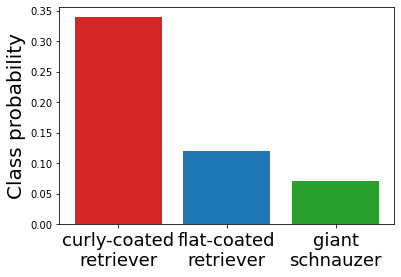 Class probability
0.35
0.30
0.25
0.20
0.15
0.10
0.05
0.00
curly-coated
retriever
flat-coated
retriever
giant
schnauzer